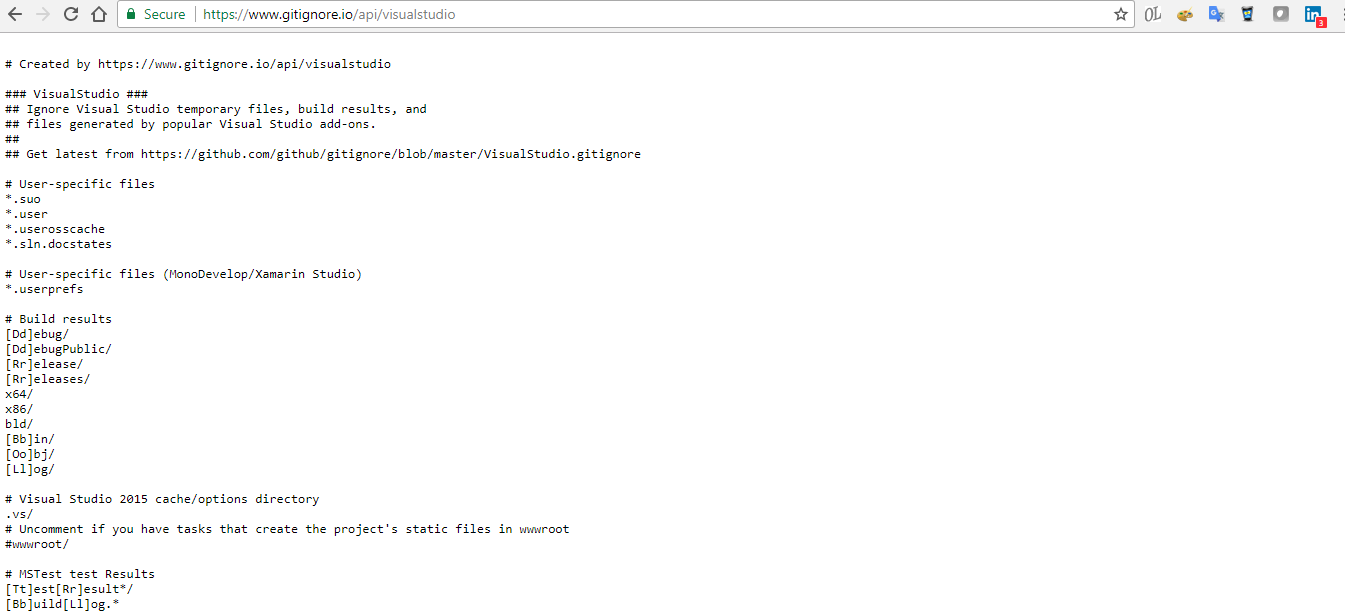 Secure https://www.gitignore.io/api/visualstudio
OL
G
in
3
# Created by https://www.gitignore.io/api/visualstudio
### VisualStudio ###
## Ignore Visual Studio temporary files, build results, and
## files generated by popular Visual Studio add-ons.
##
## Get latest from https://github.com/github/gitignore/blob/master/VisualStudio.gitignore
# User-specific files
*.suo
*.user
*.userosscache
*.sln.docstates
# User-specific files (MonoDevelop/Xamarin Studio)
*.userprefs
# Build results
[Dd]ebug/
[Dd]ebugPublic/
[Rr]elease/
[Rr]eleases/
x64/
x86/
bld/
[Bb]in/
[Oo]bj/
[Ll]og/
# Visual Studio 2015 cache/options directory
.vs/
# Uncomment if you have tasks that create the project's static files in wwwroot
#wwwroot/
# MSTest test Results
[Tt]est[Rr]esult*/
[Bb]uild[Ll]og.*